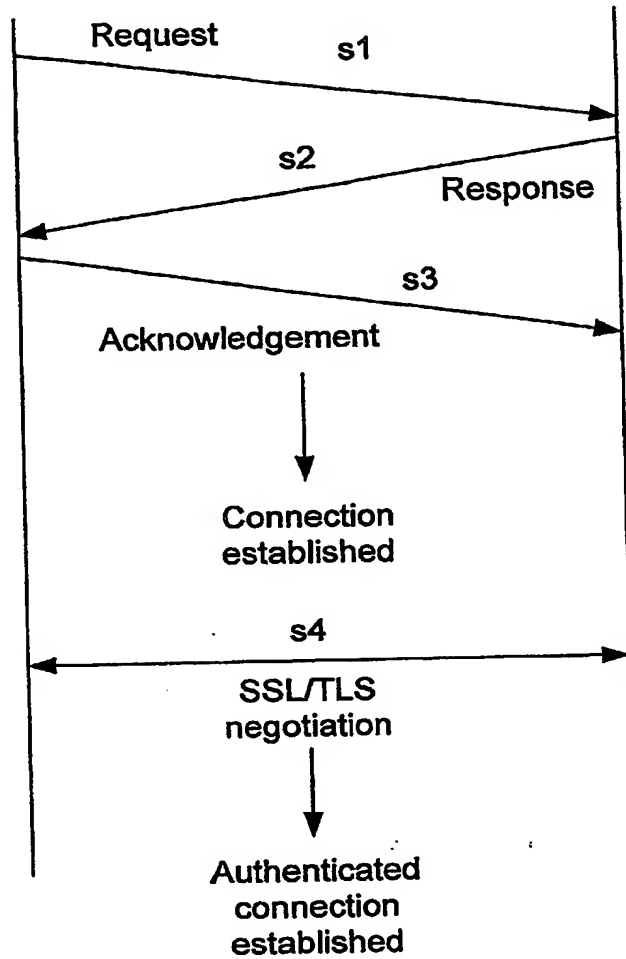 Request
s1
s2
Response
s3
Acknowledgement
Connection
established
s4
SSL/TLS
negotiation
Authenticated
connection
established